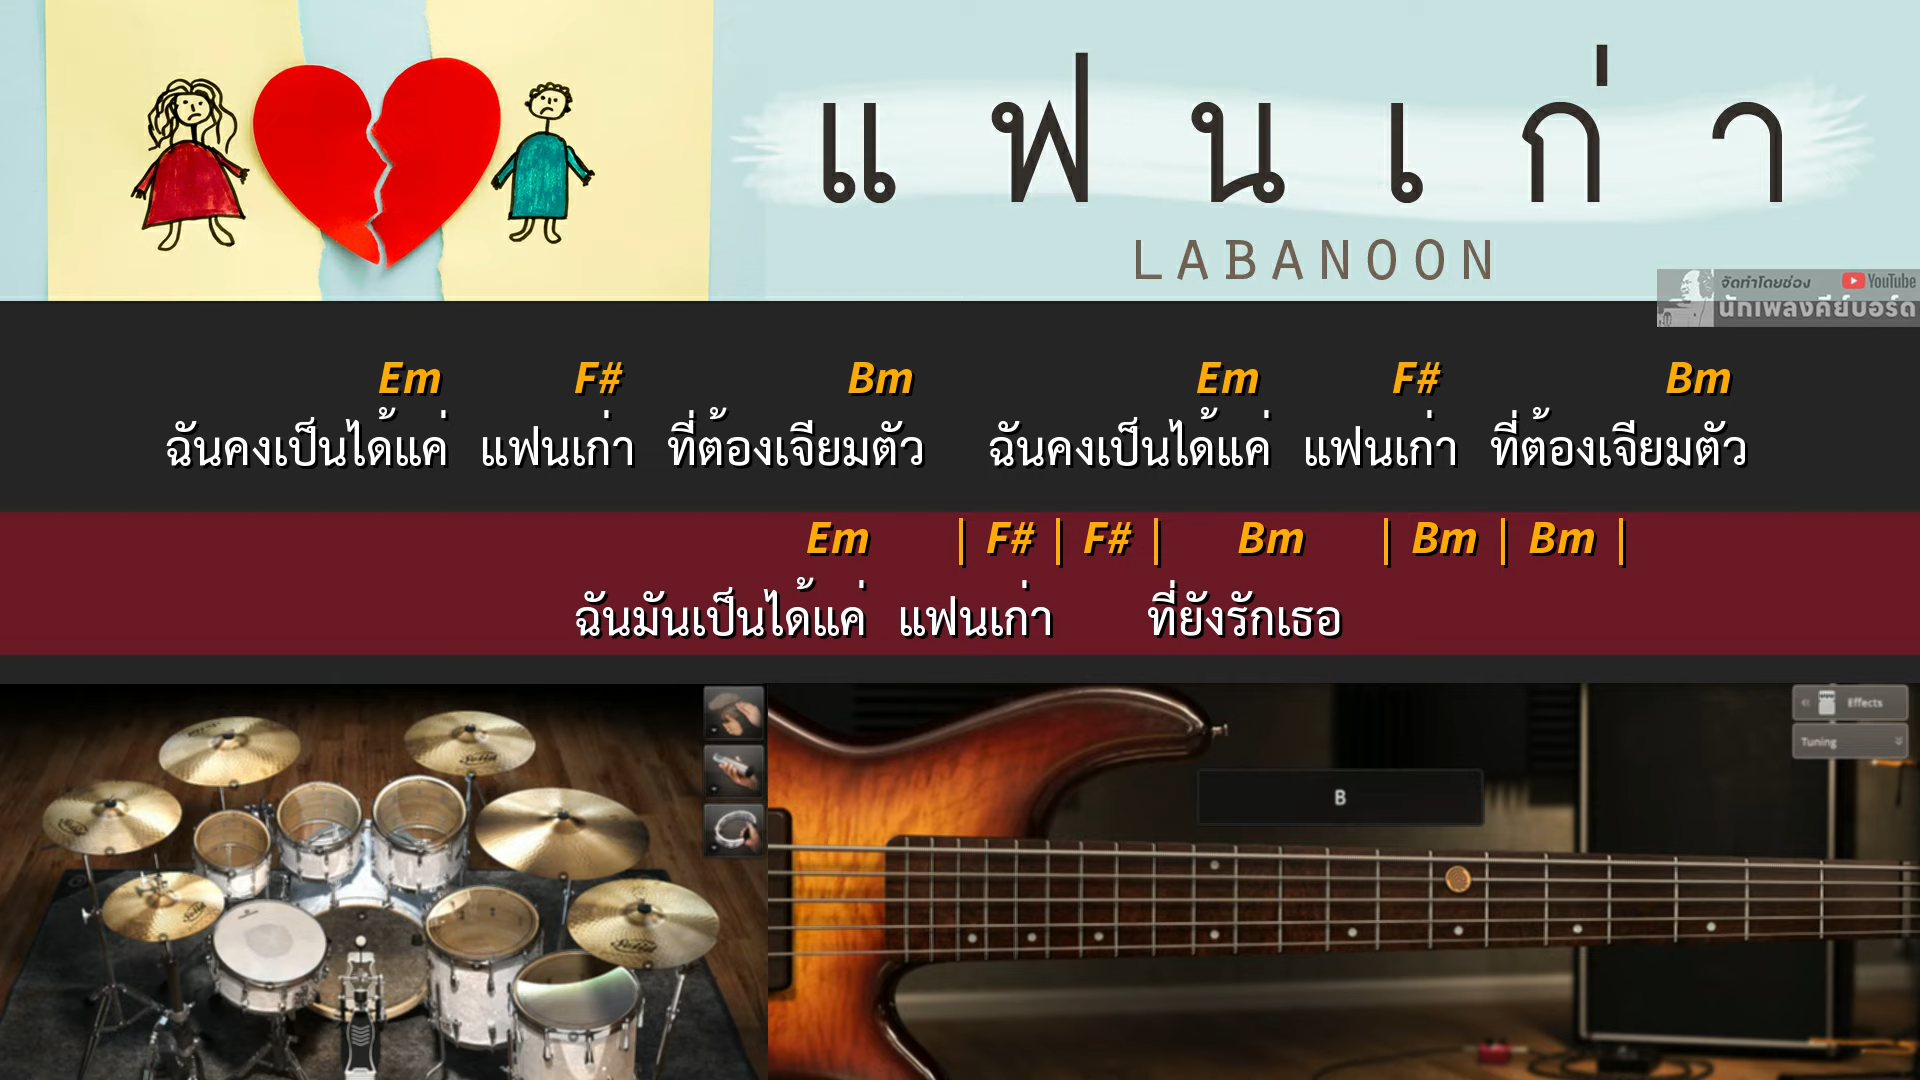 แฟนเก่า
LABANOON
จัดทำโดยช่อง YouTube
นักเพลงคีย์บอร์ด
Em F# Bm Em F# Bm
ฉันคงเป็นได้แค่ แฟนเก่า ที่ต้องเจียมตัว ฉันคงเป็นได้แค่ แฟนเก่า ที่ต้องเจียมตัว
Em | F# | F# | Bm | Bm | Bm |
ฉันมันเป็นได้แค่ แฟนเก่า ที่ยังรักเธอ
Effects
Tuning
B